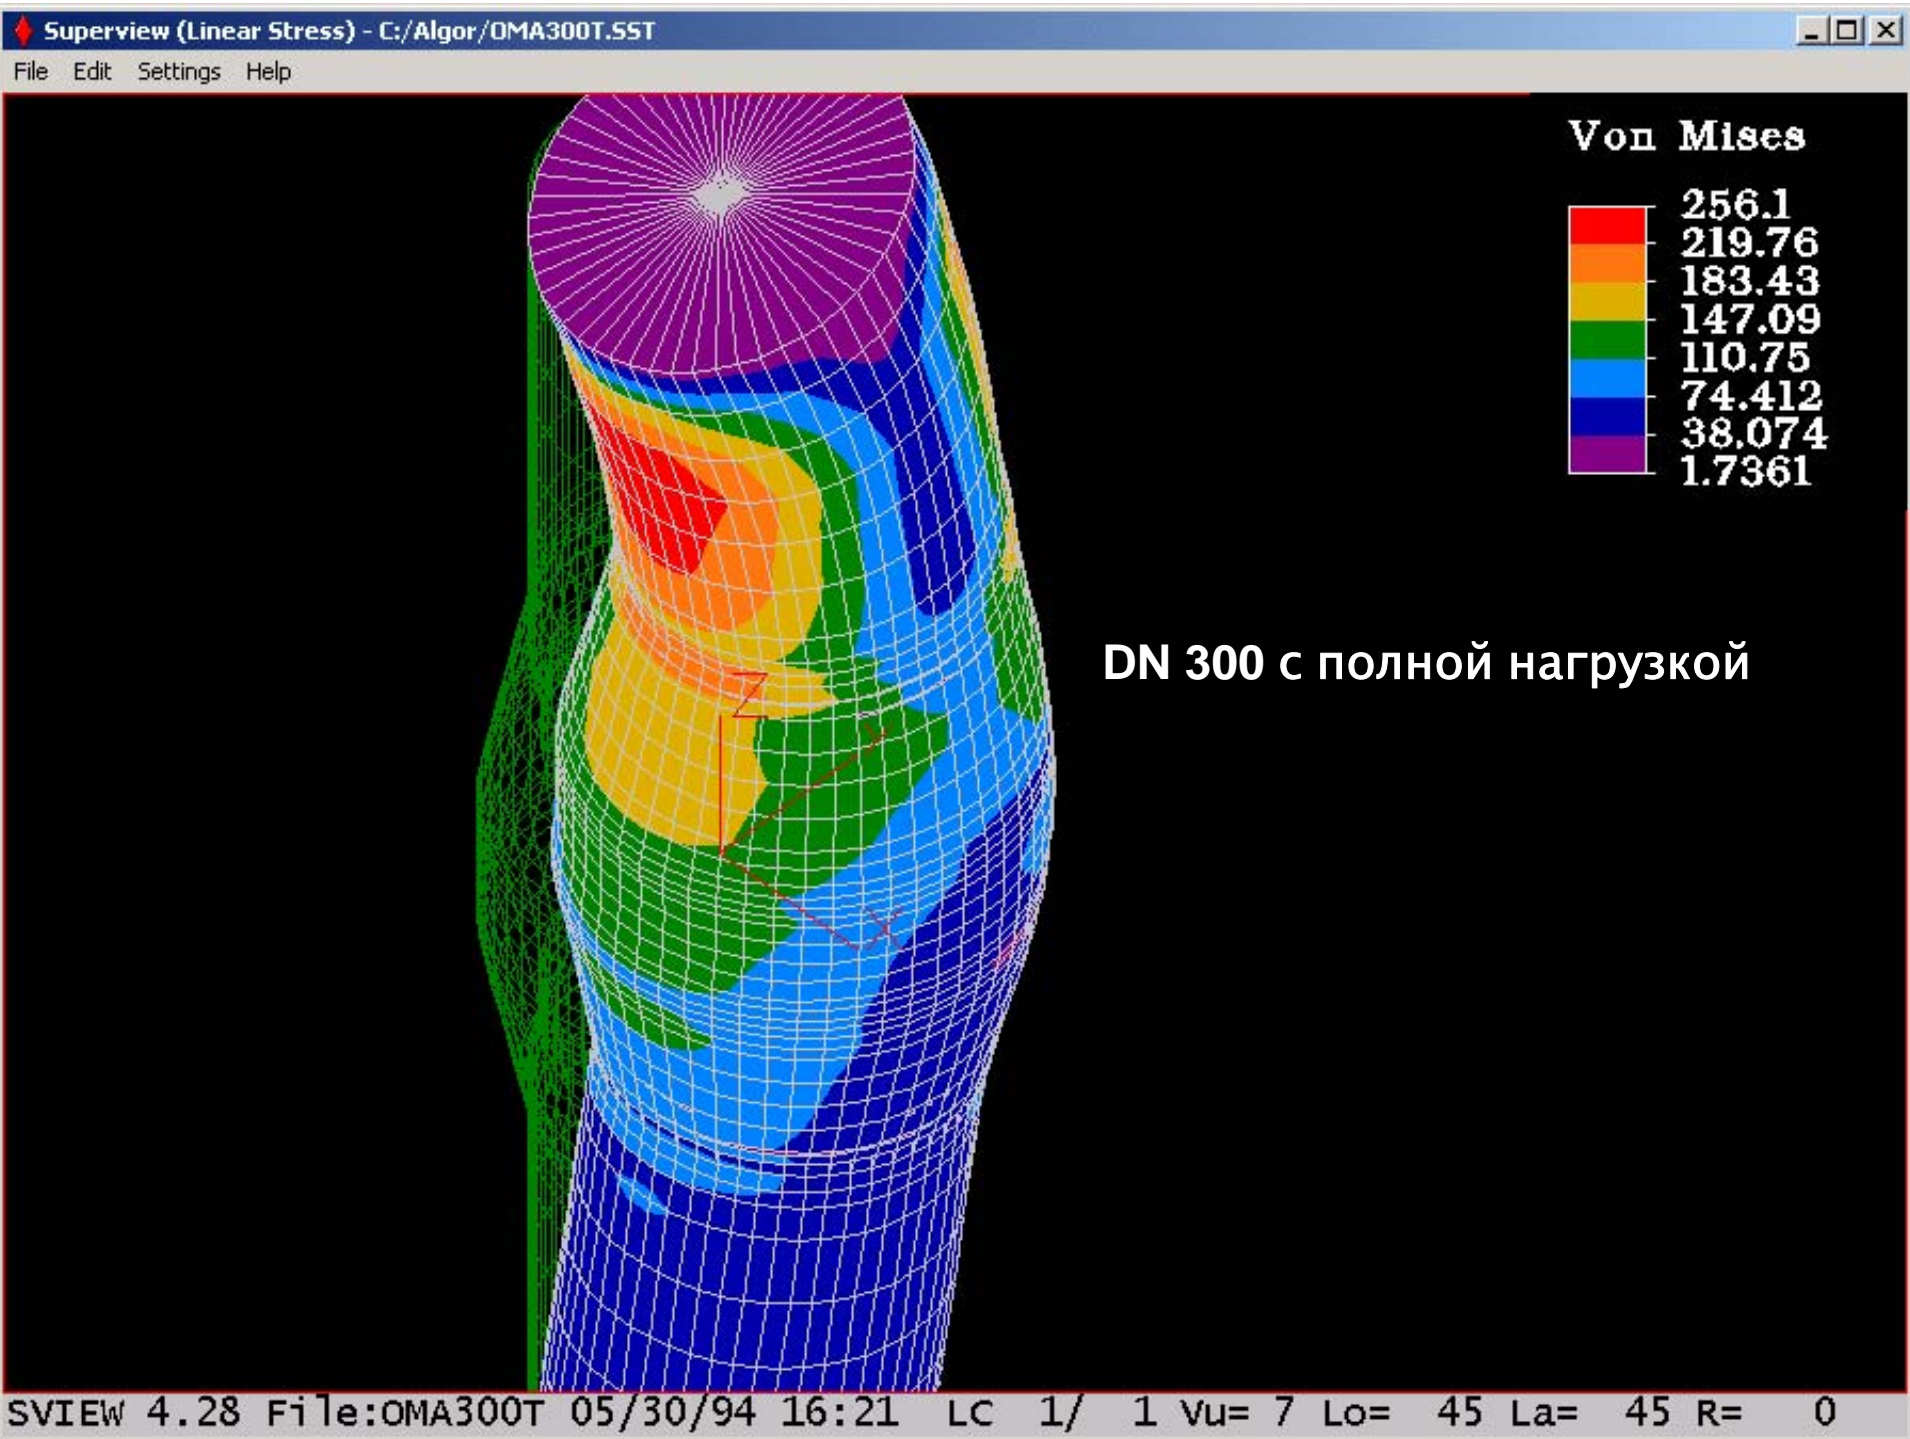 Superview (Linear Stress) - C:/Algor/OMA300T.SST
File Edit Settings Help
Von Mises
256.1
219.76
183.43
147.09
110.75
74.412
38.074
1.7361
DN 300 с полной нагрузкой
Z
Y
X
SVIEW 4.28 File:OMA300T 05/30/94 16:21 LC 1/ 1 Vu= 7 Lo= 45 La= 45 R= 0